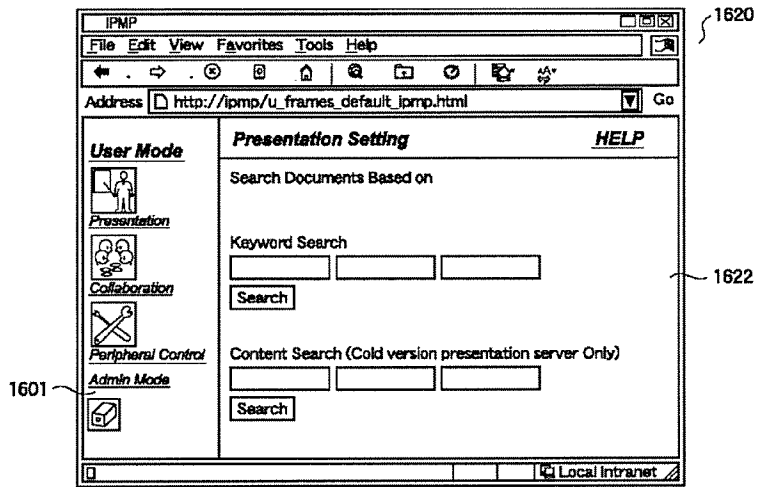 IPMP
1620
File Edit View Favorites Tools Help
Address http://ipmp/u_frames_default_ipmp.html Go
User Mode
Presentation Setting HELP
Search Documents Based on
Presentation
Keyword Search
Collaboration
1622
Search
Peripheral Control
Content Search (Cold version presentation server Only)
Admin Mode
1601
Search
Local Intranet